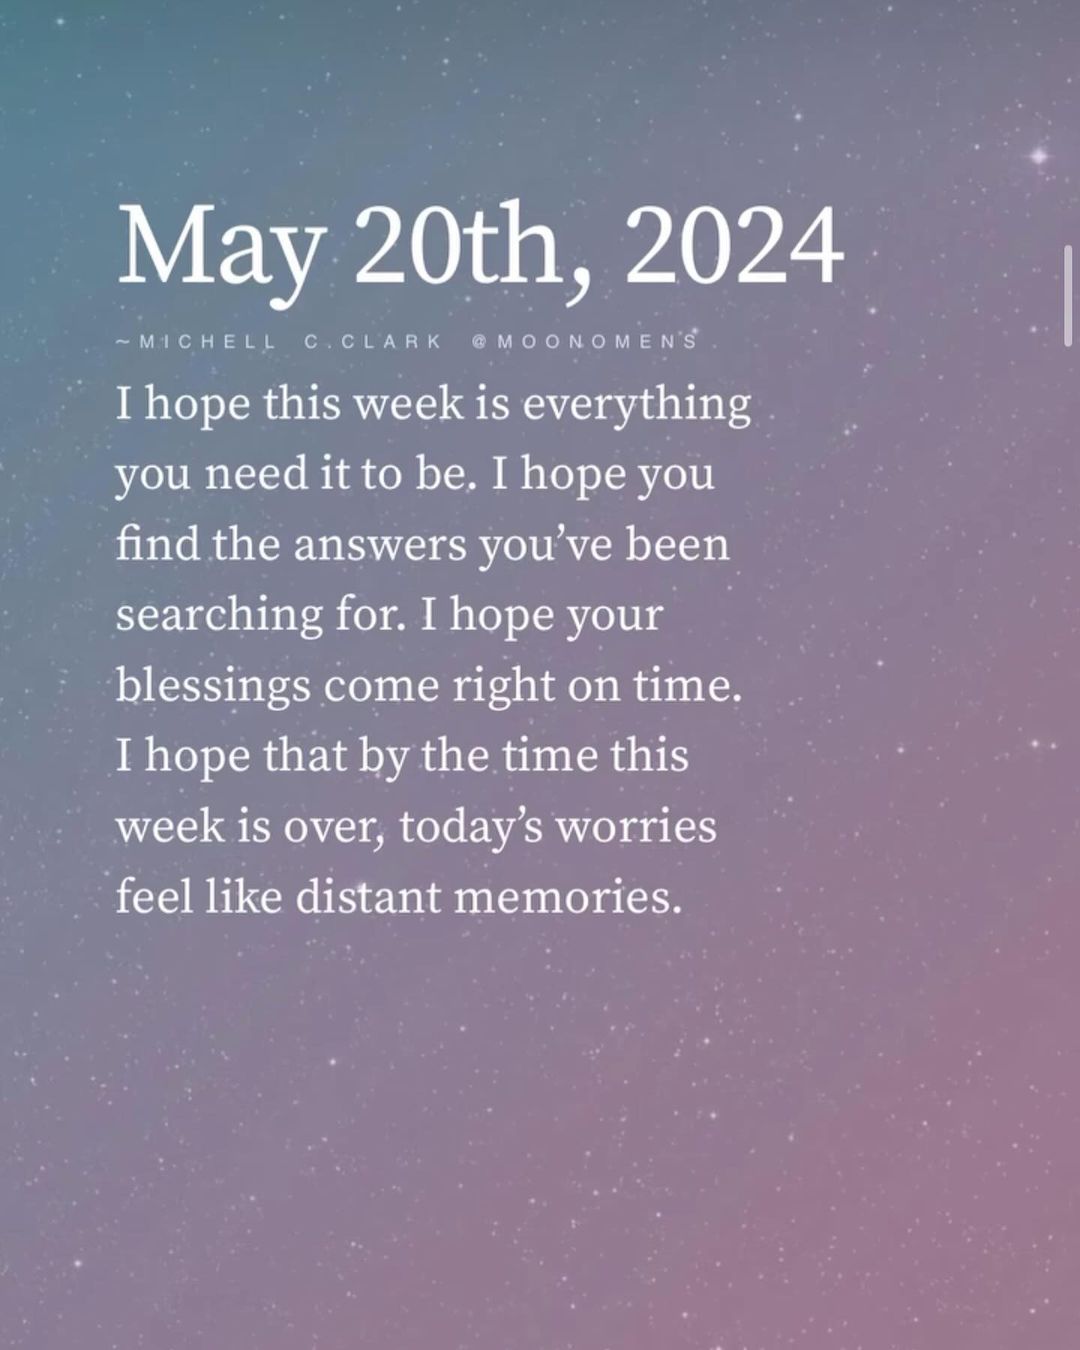 May 20th, 2024
~MICHELL C.CLARK @MOONOMENS
I hope this week is everything
you need it to be. I hope you
find the answers you’ve been
searching for. I hope your
blessings come right on time.
I hope that by the time this
week is over, today’s worries
feel like distant memories.